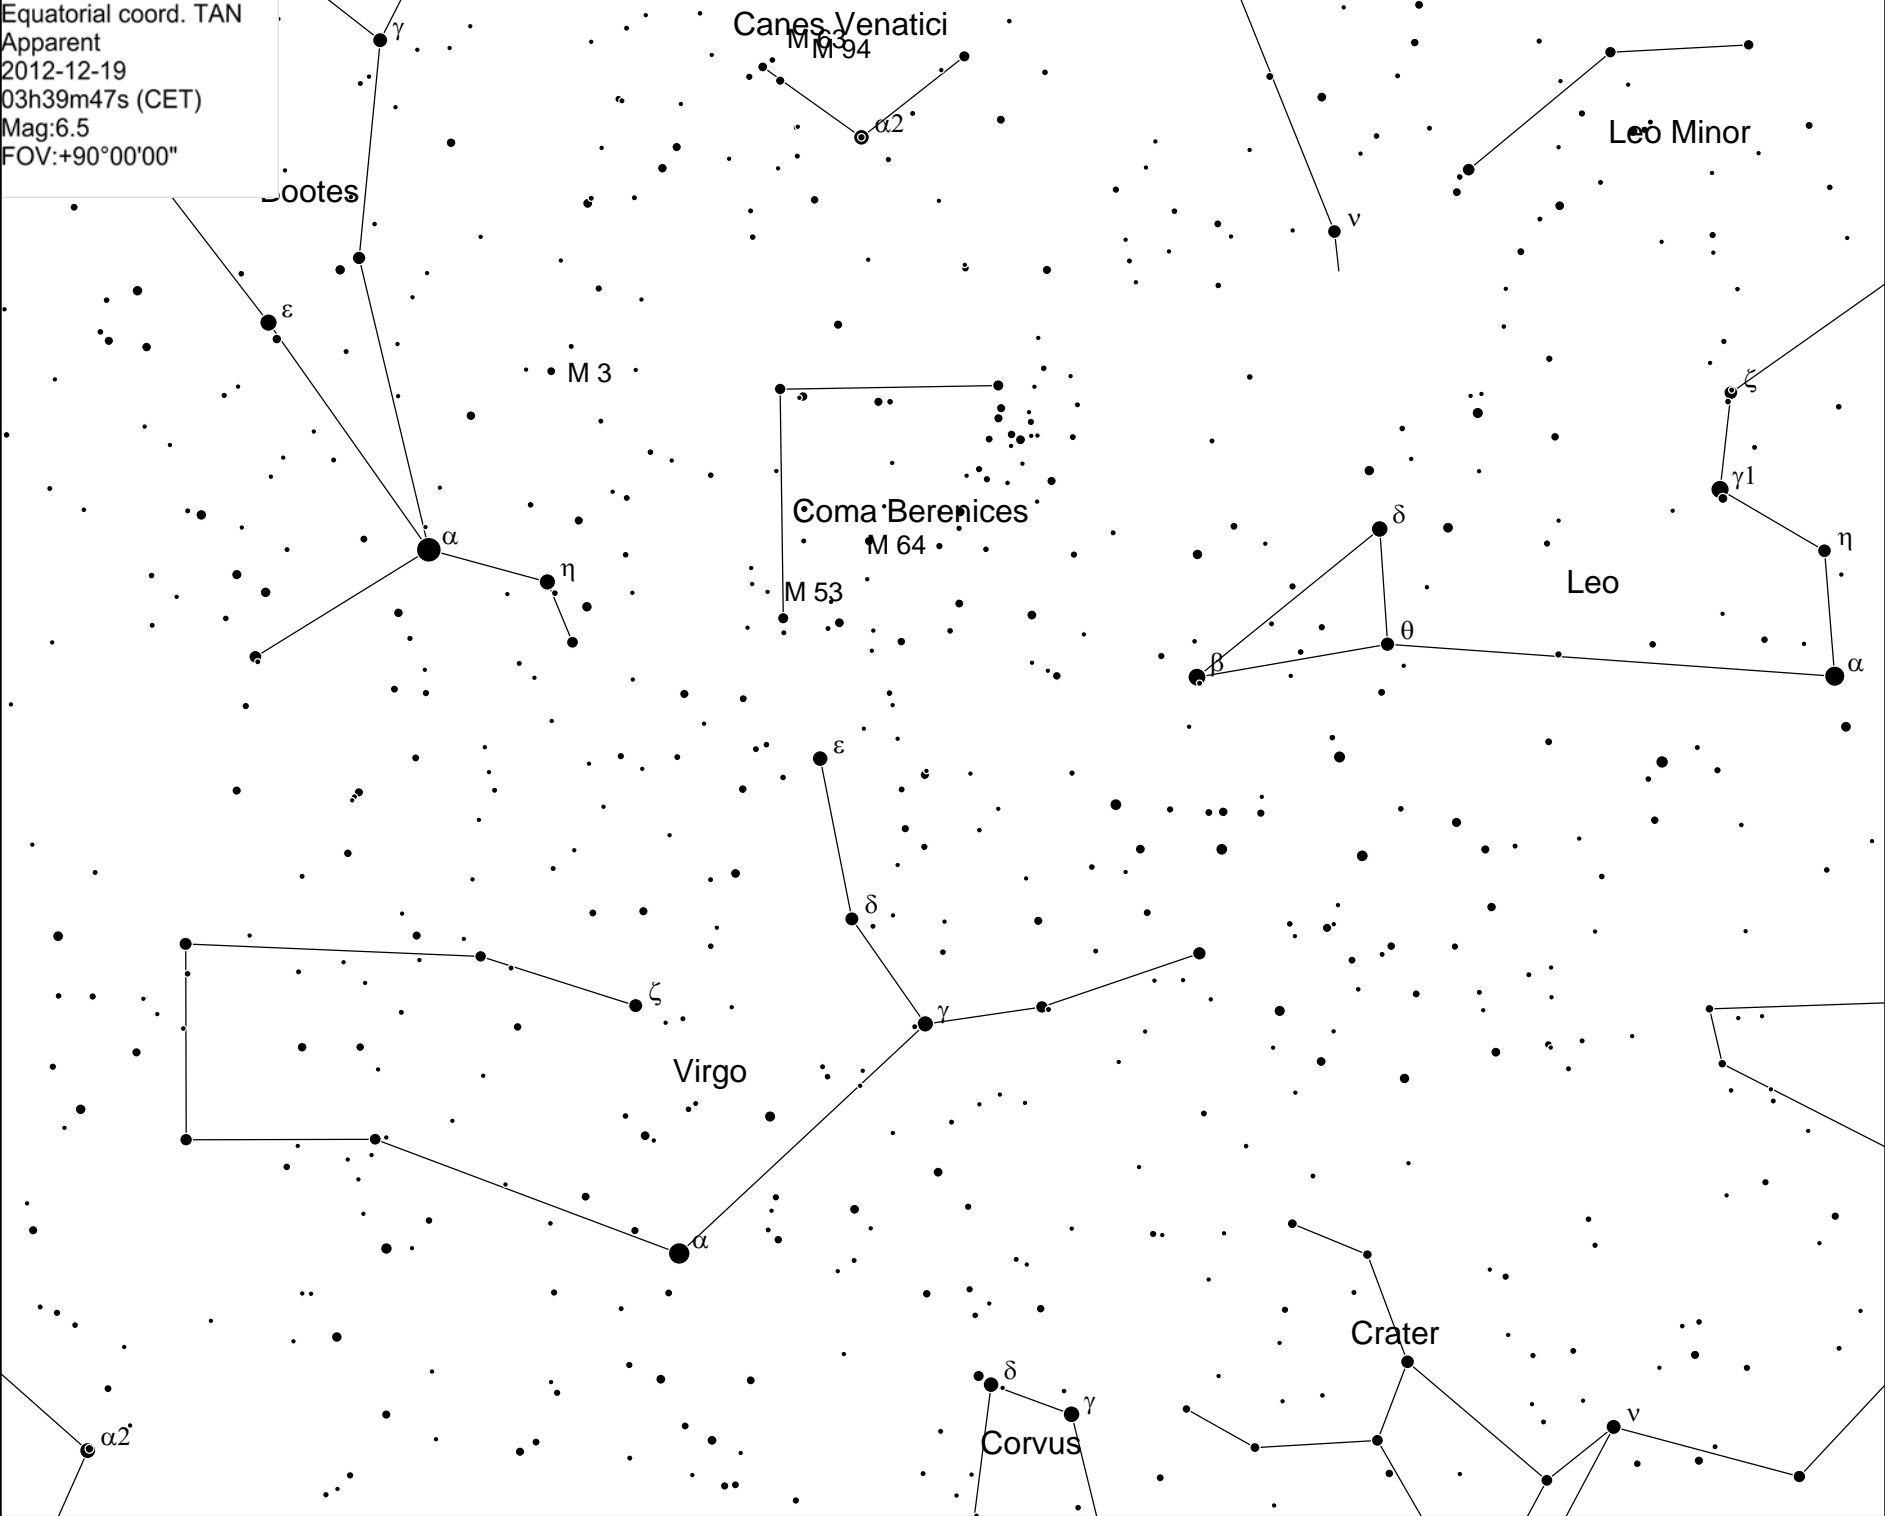 Equatorial coord. TAN
Apparent
2012-12-19
03h39m47s (CET)
Mag:6.5
FOV:+90°00'00"
γ
Canes Venatici
M 63
M 94
α2
Leo Minor
Bootes
ν
ε
M 3
ζ
γ1
Coma Berenices
δ
α
M 64
η
η
Leo
M 53
θ
β
α
ε
δ
ζ
γ
Virgo
α
Crater
δ
γ
ν
α2
Corvus